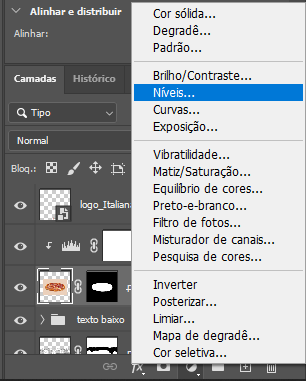 Alinhar e distribuir
Alinhar:
Camadas
Histórico
Tipo
Normal
Bloq.:
logo_Italian
texto baixo
fx
Cor sólida...
Degradê...
Padrão...
Brilho/Contraste...
Níveis...
Curvas...
Exposição...
Vibratilidade...
Matiz/Saturação...
Equilíbrio de cores...
Preto-e-branco...
Filtro de fotos...
Misturador de canais...
Pesquisa de cores...
Inverter
Posterizar...
Limiar...
Mapa de degradê...
Cor seletiva...